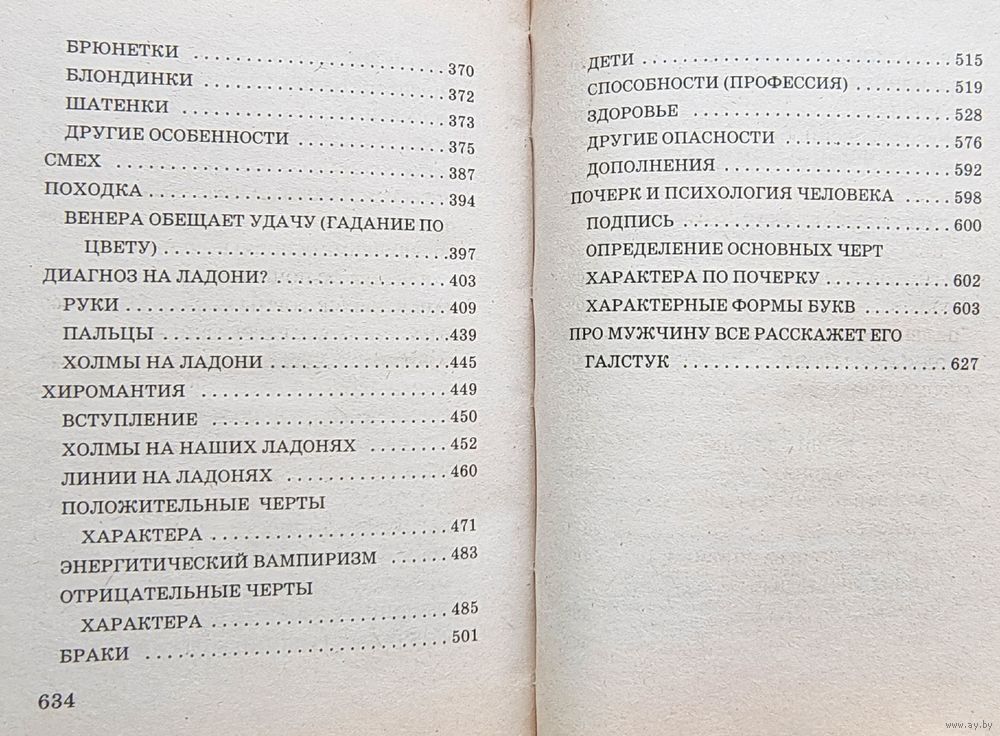 БРЮНЕТКИ ........................ 370
БЛОНДИНКИ ....................... 372
ШАТЕНКИ ......................... 373
ДРУГИЕ ОСОБЕННОСТИ .............. 375
СМЕХ ............................ 387
ПОХОДКА ......................... 394
ВЕНЕРА ОБЕЩАЕТ УДАЧУ (ГАДАНИЕ ПО
ЦВЕТУ) .......................... 397
ДИАГНОЗ НА ЛАДОНИ? .............. 403
РУКИ ............................ 409
ПАЛЬЦЫ .......................... 439
ХОЛМЫ НА ЛАДОНИ ................. 445
ХИРОМАНТИЯ ...................... 449
ВСТУПЛЕНИЕ ...................... 450
ХОЛМЫ НА НАШИХ ЛАДОНЯХ ........ 452
ЛИНИИ НА ЛАДОНЯХ ................ 460
ПОЛОЖИТЕЛЬНЫЕ ЧЕРТЫ
ХАРАКТЕРА ....................... 471
ЭНЕРГИТИЧЕСКИЙ ВАМПИРИЗМ ...... 483
ОТРИЦАТЕЛЬНЫЕ ЧЕРТЫ
ХАРАКТЕРА ....................... 485
БРАКИ ........................... 501
634
ДЕТИ ............................ 515
СПОСОБНОСТИ (ПРОФЕССИЯ) ........ 519
ЗДОРОВЬЕ ........................ 528
ДРУГИЕ ОПАСНОСТИ ................ 576
ДОПОЛНЕНИЯ ...................... 592
ПОЧЕРК И ПСИХОЛОГИЯ ЧЕЛОВЕКА ..... 598
ПОДПИСЬ ......................... 600
ОПРЕДЕЛЕНИЕ ОСНОВНЫХ ЧЕРТ
ХАРАКТЕРА ПО ПОЧЕРКУ ............ 602
ХАРАКТЕРНЫЕ ФОРМЫ БУКВ ......... 603
ПРО МУЖЧИНУ ВСЕ РАССКАЖЕТ ЕГО
ГАЛСТУК ......................... 627
www.ay.by